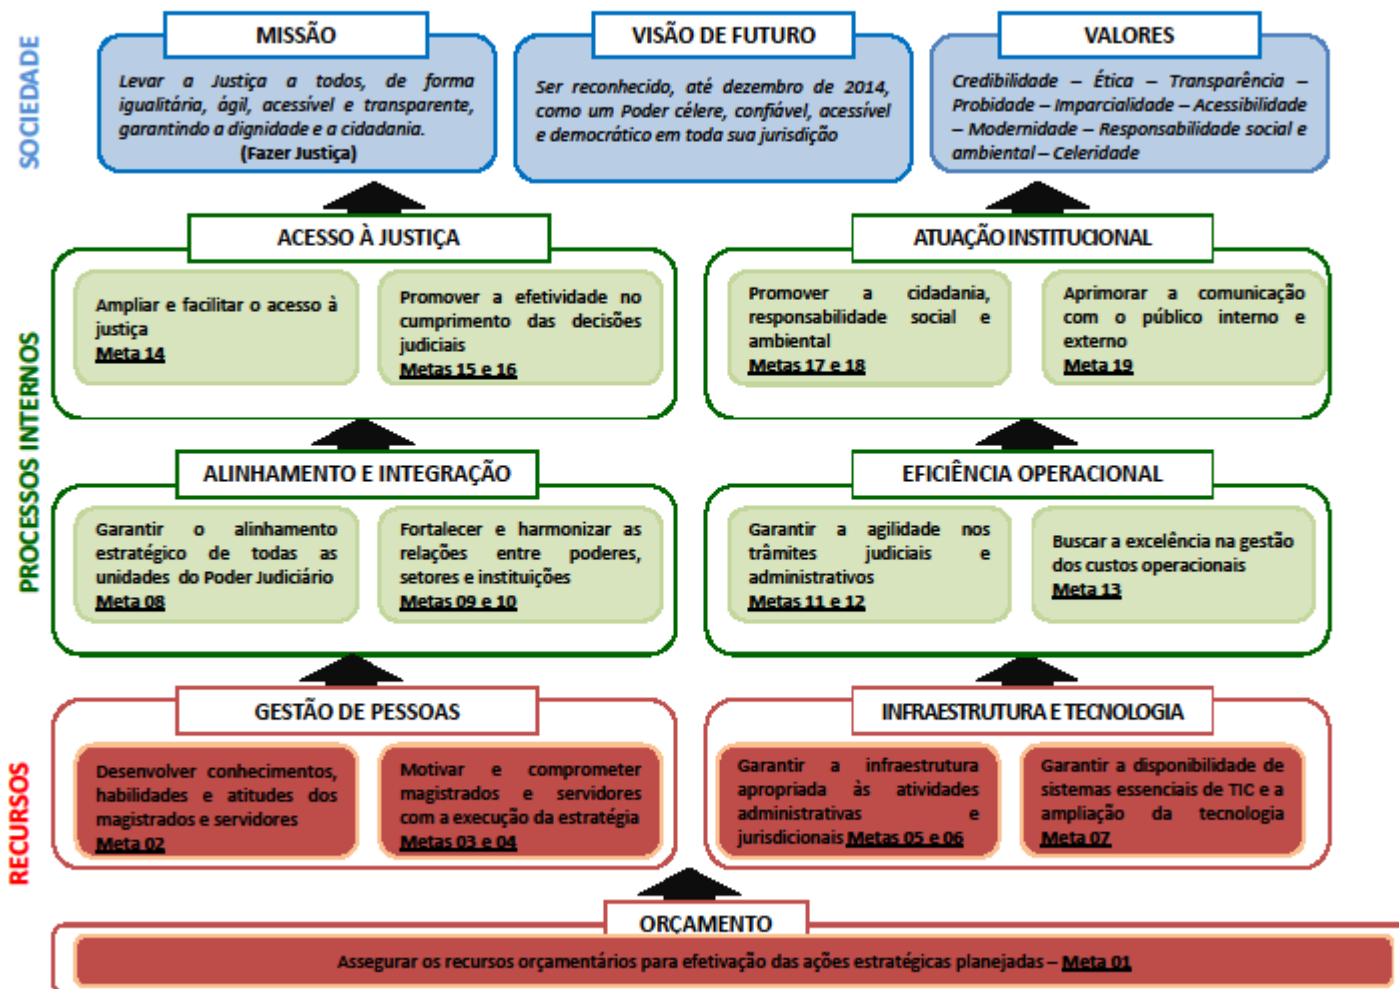 SOCIEDADE
MISSÃO
Levar a Justiça a todos, de forma
igualitária, ágil, acessível e transparente,
garantindo a dignidade e a cidadania.
(Fazer Justiça)
VISÃO DE FUTURO
Ser reconhecido, até dezembro de 2014,
como um Poder célere, confiável, acessível
e democrático em toda sua jurisdição
VALORES
Credibilidade – Ética – Transparência –
Probidade – Imparcialidade – Acessibilidade
– Modernidade – Responsabilidade social e
ambiental – Celeridade
PROCESSOS INTERNOS
ACESSO À JUSTIÇA
Ampliar e facilitar o acesso à
justiça
Meta 14
Promover a efetividade no
cumprimento das decisões
judiciais
Metas 15 e 16
ATUAÇÃO INSTITUCIONAL
Promover a cidadania,
responsabilidade social e
ambiental
Metas 17 e 18
Aprimorar a comunicação
com o público interno e
externo
Meta 19
ALINHAMENTO E INTEGRAÇÃO
Garantir o alinhamento
estratégico de todas as
unidades do Poder Judiciário
Meta 08
Fortalecer e harmonizar as
relações entre poderes,
setores e instituições
Metas 09 e 10
EFICIÊNCIA OPERACIONAL
Garantir a agilidade nos
trâmites judiciais e
administrativos
Metas 11 e 12
Buscar a excelência na gestão
dos custos operacionais
Meta 13
RECURSOS
GESTÃO DE PESSOAS
Desenvolver conhecimentos,
habilidades e atitudes dos
magistrados e servidores
Meta 02
Motivar e comprometer
magistrados e servidores
com a execução da estratégia
Metas 03 e 04
INFRAESTRUTURA E TECNOLOGIA
Garantir a infraestrutura
apropriada às atividades
administrativas e
jurisdicionais Metas 05 e 06
Garantir a disponibilidade de
sistemas essenciais de TIC e a
ampliação da tecnologia
Meta 07
ORÇAMENTO
Assegurar os recursos orçamentários para efetivação das ações estratégicas planejadas – Meta 01